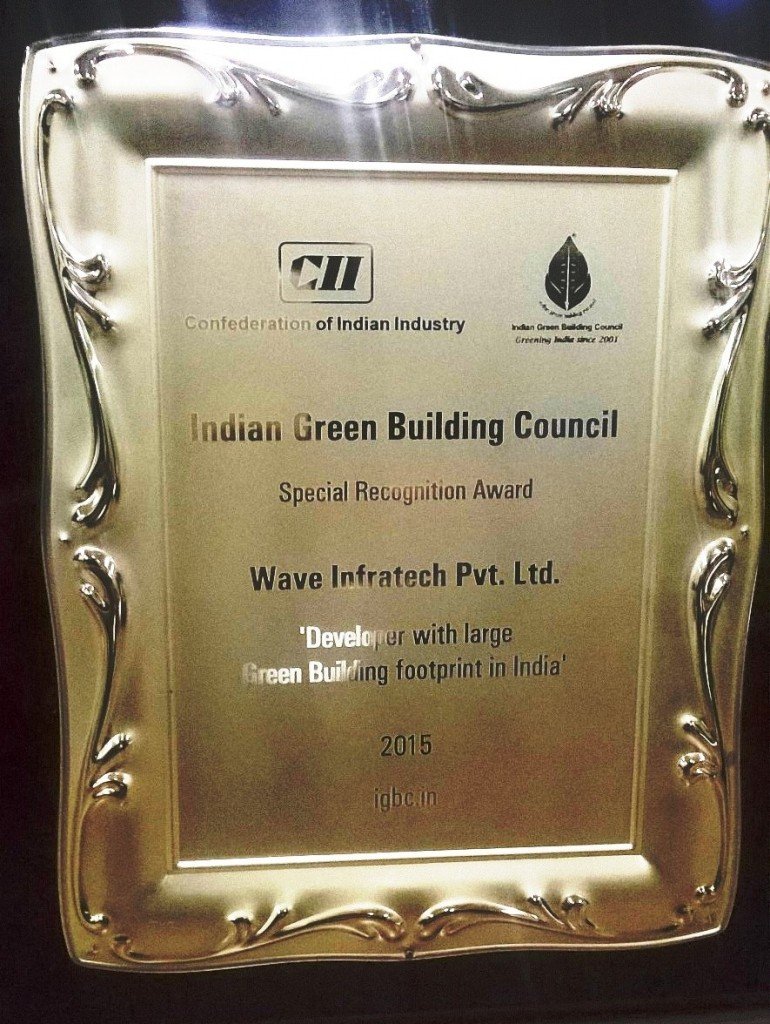 CII
Confederation of Indian Industry
Indian Green Building Council
Greening India since 2001
Indian Green Building Council
Special Recognition Award
Wave Infratech Pvt. Ltd.
'Developer with large
Green Building footprint in India'
2015
igbc.in